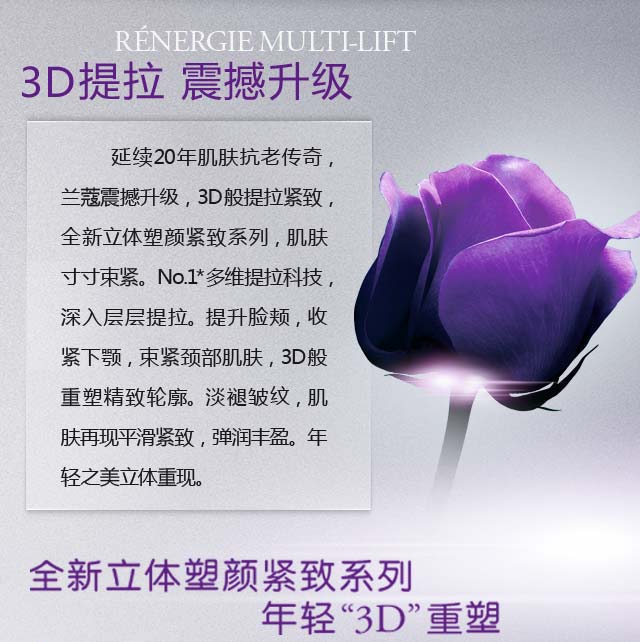 RÉNERGIE MULTI-LIFT
3D提拉 震撼升级
延续20年肌肤抗老传奇，
兰蔻震撼升级，3D般提拉紧致，
全新立体塑颜紧致系列，肌肤
寸寸束紧。No.1*多维提拉科技，
深入层层提拉。提升脸颊，收
紧下颚，束紧颈部肌肤，3D般
重塑精致轮廓。淡褪皱纹，肌
肤再现平滑紧致，弹润丰盈。年
轻之美立体重现。
全新立体塑颜紧致系列
年轻“3D”重塑